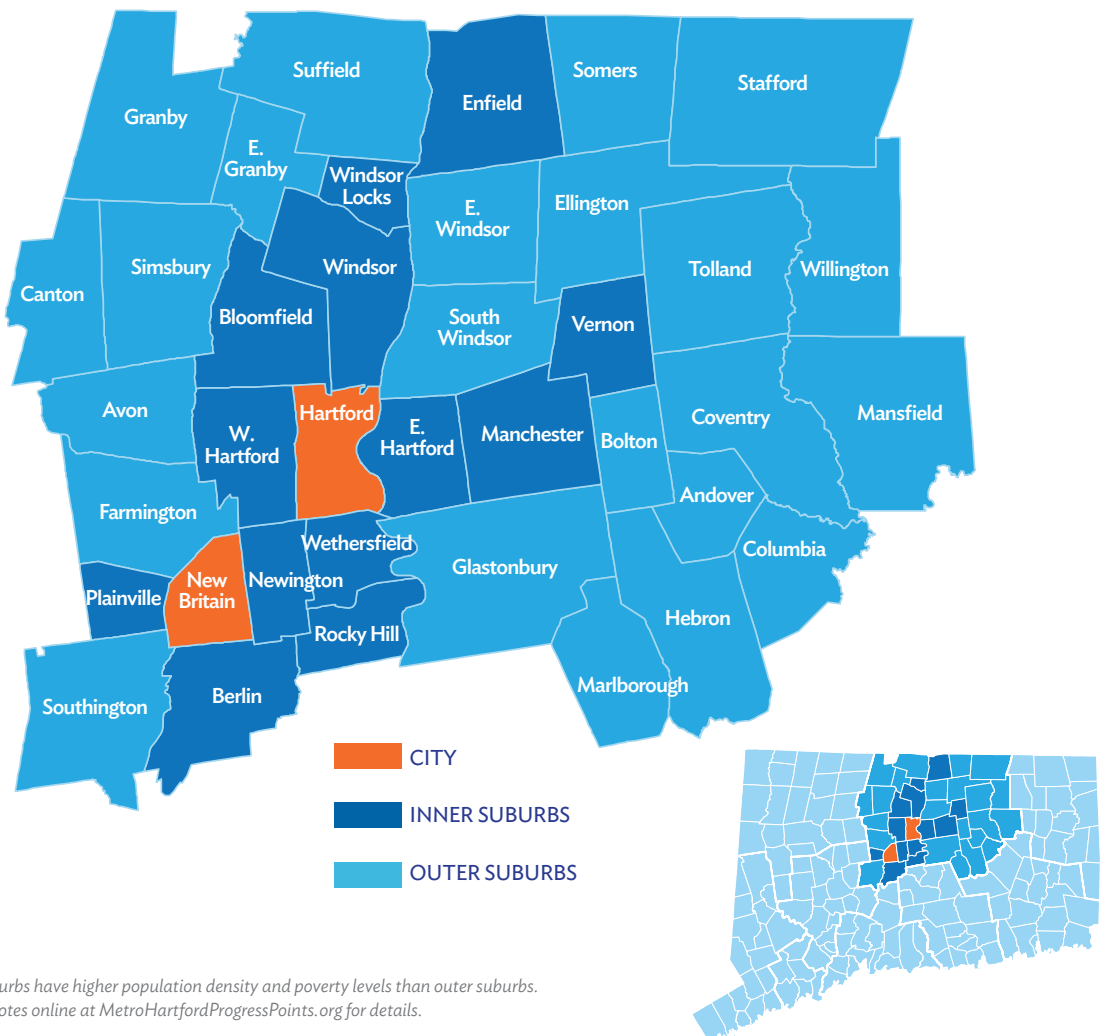 Suffield
Somers
Stafford
Enfield
Granby
E.
Granby
Windsor
Locks
E.
Windsor
Ellington
Simsbury
Windsor
Tolland
Willington
Canton
Bloomfield
South
Windsor
Vernon
Avon
Hartford
W.
Hartford
E.
Hartford
Manchester
Bolton
Coventry
Mansfield
Farmington
Andover
Wethersfield
Columbia
Glastonbury
Plainville
New
Britain
Newington
Rocky Hill
Hebron
Southington
Berlin
Marlborough
CITY
INNER SUBURBS
OUTER SUBURBS
urbs have higher population density and poverty levels than outer suburbs.
otes online at MetroHartfordProgressPoints.org for details.